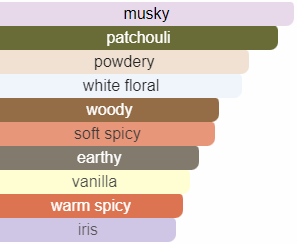 musky
patchouli
powdery
white floral
woody
soft spicy
earthy
vanilla
warm spicy
iris